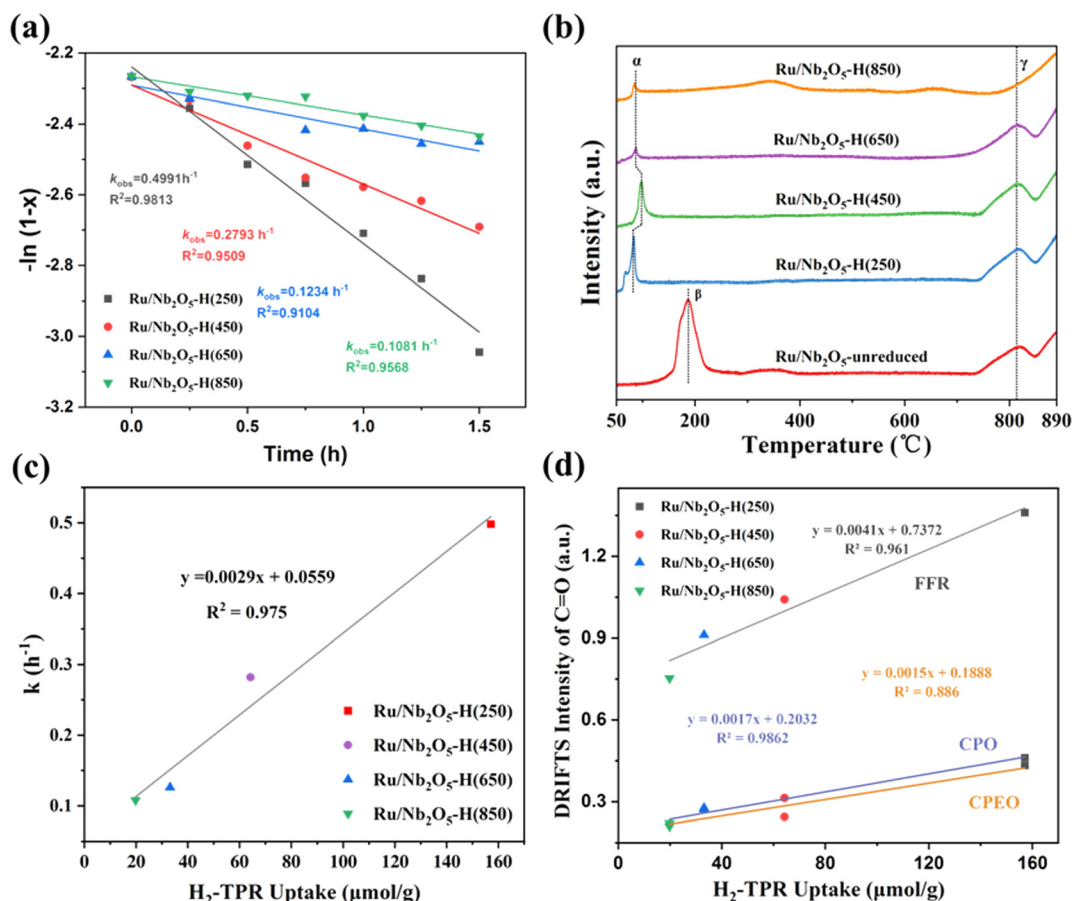 (a)
-ln (1-x)
-2.2
-2.4
-2.6
-2.8
-3.0
-3.2
k_obs=0.4991h⁻¹
R²=0.9813
k_obs=0.2793 h⁻¹
R²=0.9509
k_obs=0.1234 h⁻¹
R²=0.9104
k_obs=0.1081 h⁻¹
R²=0.9568
Ru/Nb₂O₅-H(250)
Ru/Nb₂O₅-H(450)
Ru/Nb₂O₅-H(650)
Ru/Nb₂O₅-H(850)
0.0 0.5 1.0 1.5
Time (h)
(b)
Intensity (a.u.)
α
γ
Ru/Nb₂O₅-H(850)
Ru/Nb₂O₅-H(650)
Ru/Nb₂O₅-H(450)
Ru/Nb₂O₅-H(250)
β
Ru/Nb₂O₅-unreduced
50 200 400 600 800 890
Temperature (℃)
(c)
k (h⁻¹)
0.5
0.4
0.3
0.2
0.1
y =0.0029x + 0.0559
R² = 0.975
Ru/Nb₂O₅-H(250)
Ru/Nb₂O₅-H(450)
Ru/Nb₂O₅-H(650)
Ru/Nb₂O₅-H(850)
0 20 40 60 80 100 120 140 160
H₂-TPR Uptake (μmol/g)
(d)
DRIFTS Intensity of C=O (a.u.)
1.2
0.9
0.6
0.3
Ru/Nb₂O₅-H(250)
Ru/Nb₂O₅-H(450)
Ru/Nb₂O₅-H(650)
Ru/Nb₂O₅-H(850)
y = 0.0041x + 0.7372
R² = 0.961
FFR
y = 0.0015x + 0.1888
R² = 0.886
y = 0.0017x + 0.2032
R² = 0.9862
CPO
CPEO
0 40 80 120 160
H₂-TPR Uptake (μmol/g)